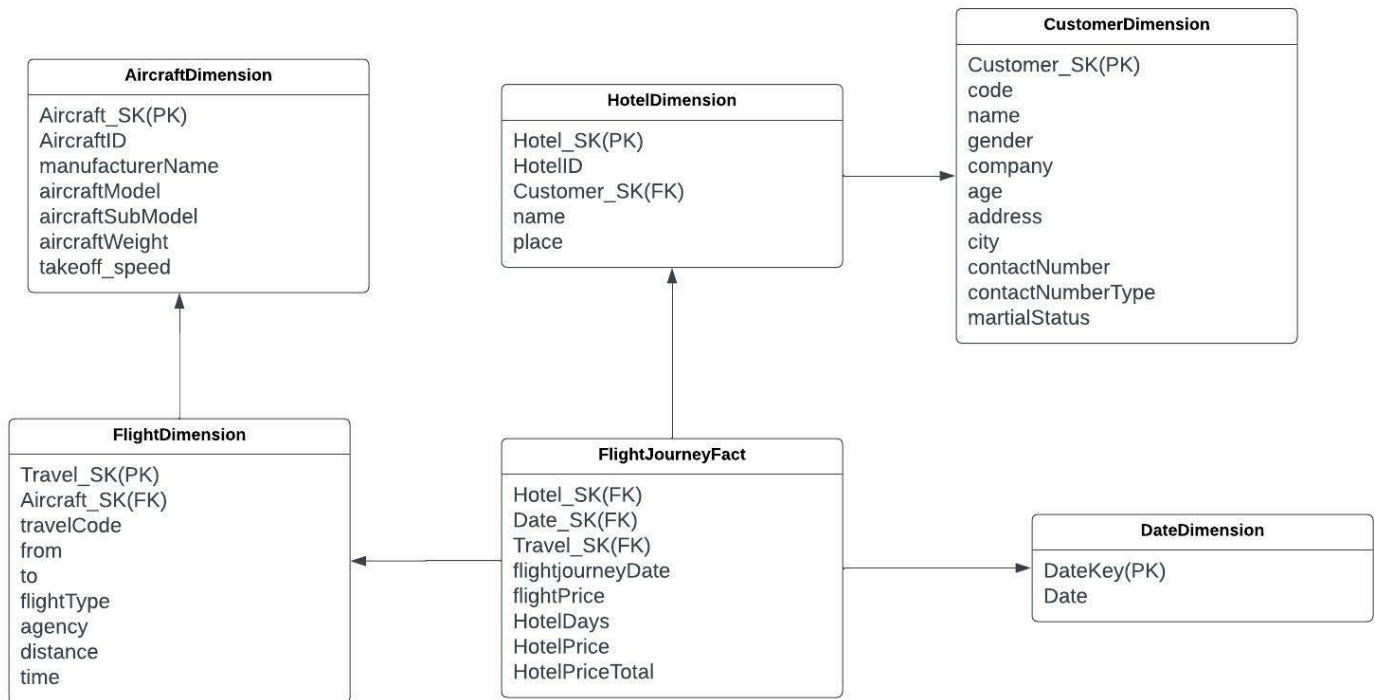 AircraftDimension
Aircraft_SK(PK)
AircraftID
manufacturerName
aircraftModel
aircraftSubModel
aircraftWeight
takeoff_speed
HotelDimension
Hotel_SK(PK)
HotelID
Customer_SK(FK)
name
place
CustomerDimension
Customer_SK(PK)
code
name
gender
company
age
address
city
contactNumber
contactNumberType
martialStatus
FlightDimension
Travel_SK(PK)
Aircraft_SK(FK)
travelCode
from
to
flightType
agency
distance
time
FlightJourneyFact
Hotel_SK(FK)
Date_SK(FK)
Travel_SK(FK)
flightjourneyDate
flightPrice
HotelDays
HotelPrice
HotelPriceTotal
DateDimension
DateKey(PK)
Date